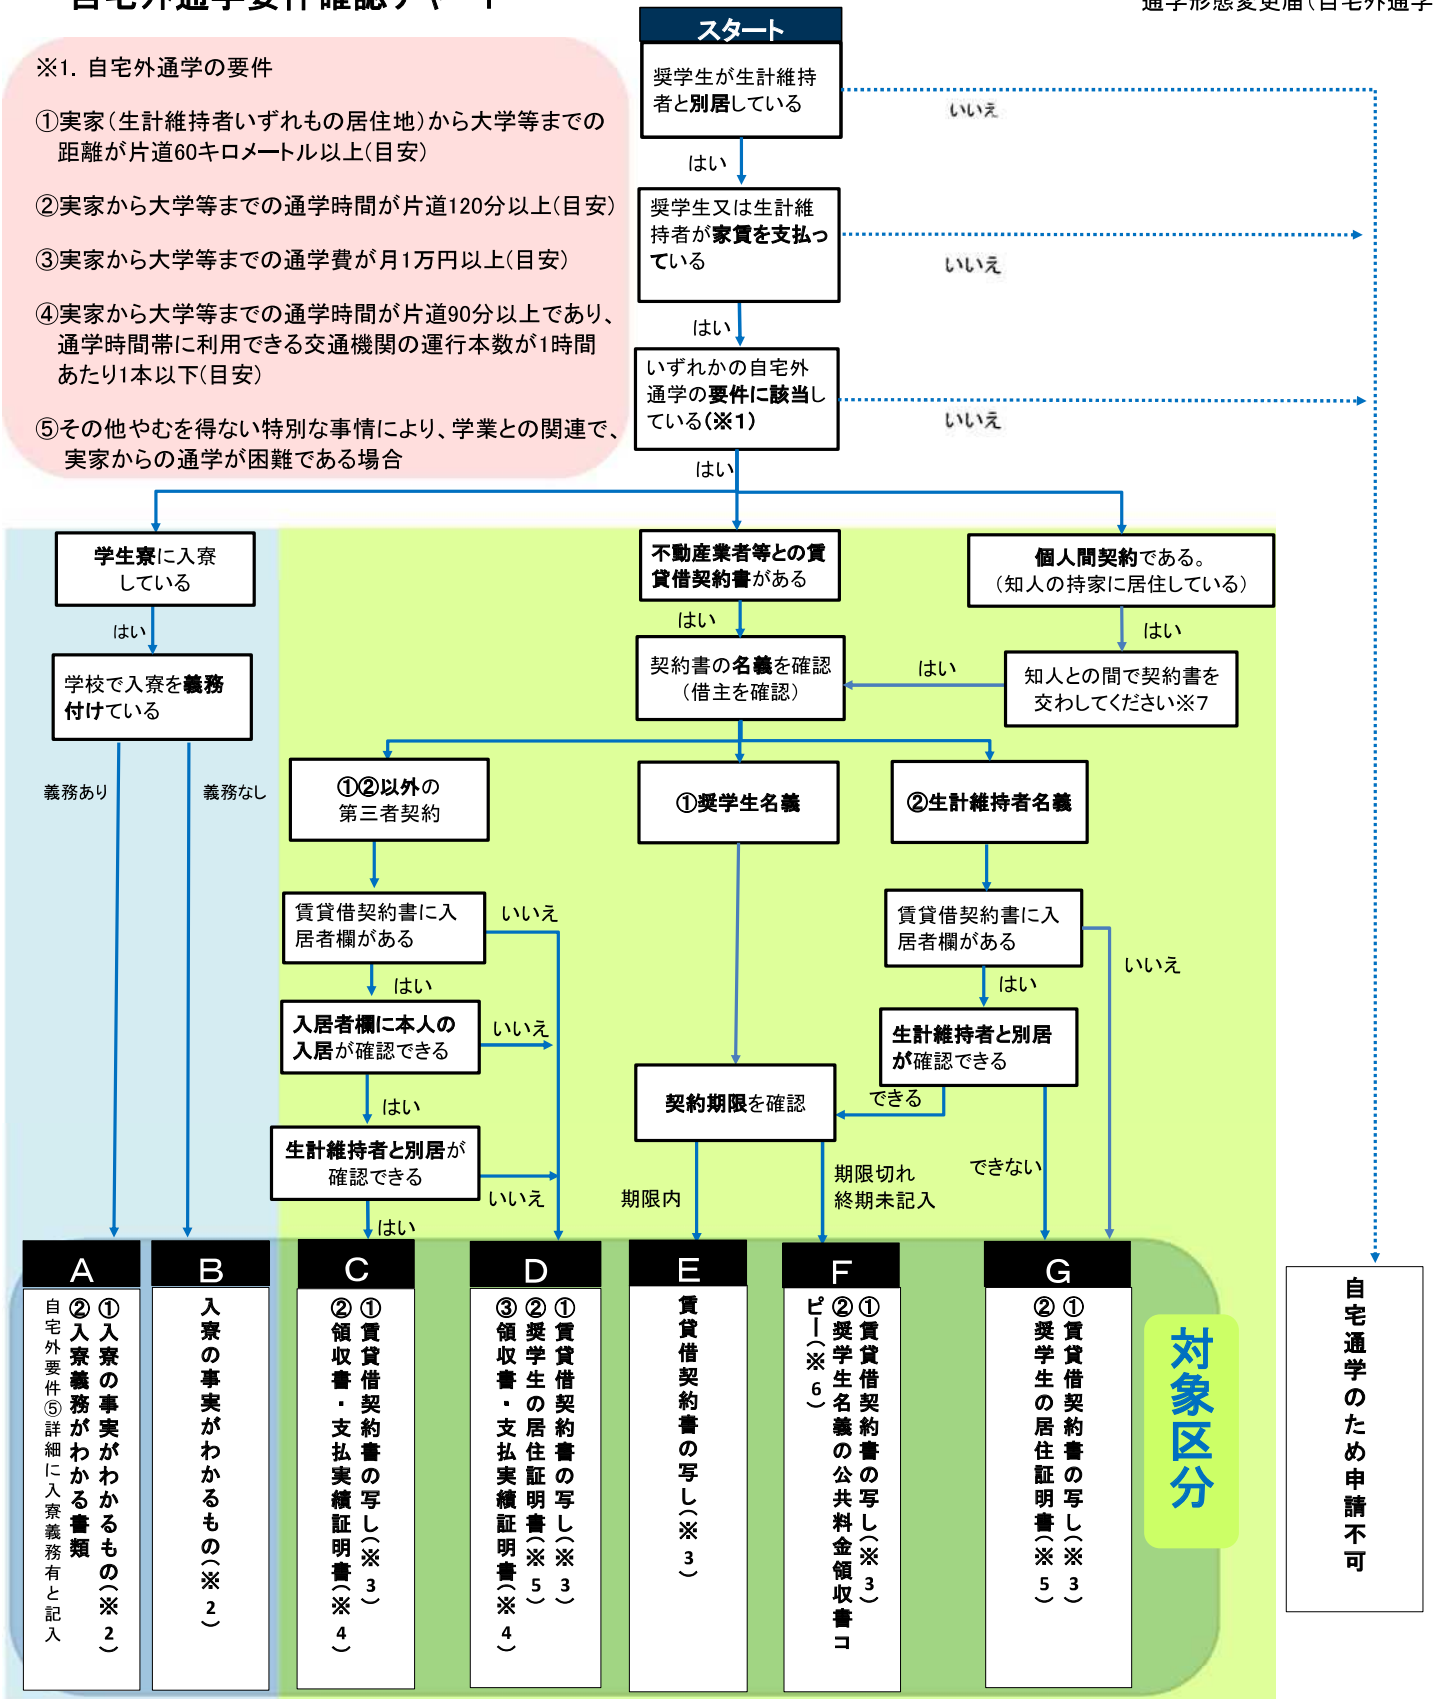 自宅外通学要件確認チャート
通学形態変更届（自宅外通学
※1．自宅外通学の要件
①実家（生計維持者いずれもの居住地）から大学等までの
距離が片道60キロメートル以上(目安)
②実家から大学等までの通学時間が片道120分以上(目安)
③実家から大学等までの通学費が月1万円以上(目安)
④実家から大学等までの通学時間が片道90分以上であり、
通学時間帯に利用できる交通機関の運行本数が1時間
あたり1本以下(目安)
⑤その他やむを得ない特別な事情により、学業との関連で、
実家からの通学が困難である場合
スタート
奨学生が生計維持
者と別居している
いいえ
はい
奨学生又は生計維
持者が家賃を支払っ
ている
いいえ
はい
いずれかの自宅外
通学の要件に該当し
ている(※1)
いいえ
はい
学生寮に入寮
している
はい
学校で入寮を義務
付けている
義務あり
義務なし
不動産業者等との賃
貸借契約書がある
はい
契約書の名義を確認
（借主を確認）
個人間契約である。
（知人の持家に居住している）
はい
知人との間で契約書を
交わしてください※7
はい
①②以外の
第三者契約
①奨学生名義
②生計維持者名義
賃貸借契約書に入
居者欄がある
いいえ
はい
入居者欄に本人の
入居が確認できる
いいえ
はい
生計維持者と別居が
確認できる
いいえ
はい
賃貸借契約書に入
居者欄がある
いいえ
はい
生計維持者と別居
が確認できる
できる
できない
契約期限を確認
期限内
期限切れ
終期未記入
A
①入寮の事実がわかるもの(※2)
②入寮義務がわかる書類
自宅外要件⑤詳細に入寮義務有と記入
B
入寮の事実がわかるもの(※2)
C
①賃貸借契約書の写し(※3)
②領収書・支払実績証明書(※4)
D
①賃貸借契約書の写し(※3)
②奨学生の居住証明書(※5)
③領収書・支払実績証明書(※4)
E
賃貸借契約書の写し(※3)
F
①賃貸借契約書の写し(※3)
②奨学生名義の公共料金領収書コ
ピー(※6)
G
①賃貸借契約書の写し(※3)
②奨学生の居住証明書(※5)
対象区分
自宅通学のため申請不可